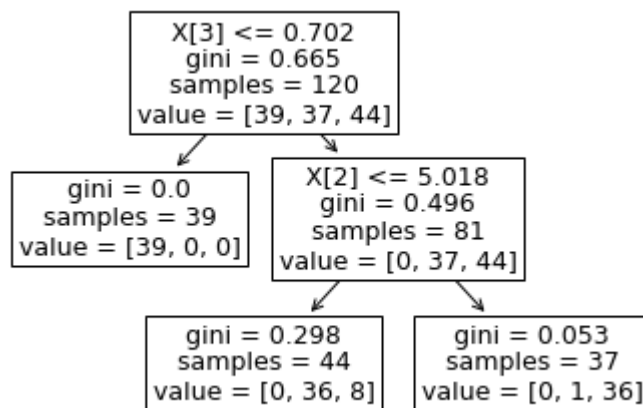 X[3] <= 0.702
gini = 0.665
samples = 120
value = [39, 37, 44]
gini = 0.0
samples = 39
value = [39, 0, 0]
X[2] <= 5.018
gini = 0.496
samples = 81
value = [0, 37, 44]
gini = 0.298
samples = 44
value = [0, 36, 8]
gini = 0.053
samples = 37
value = [0, 1, 36]